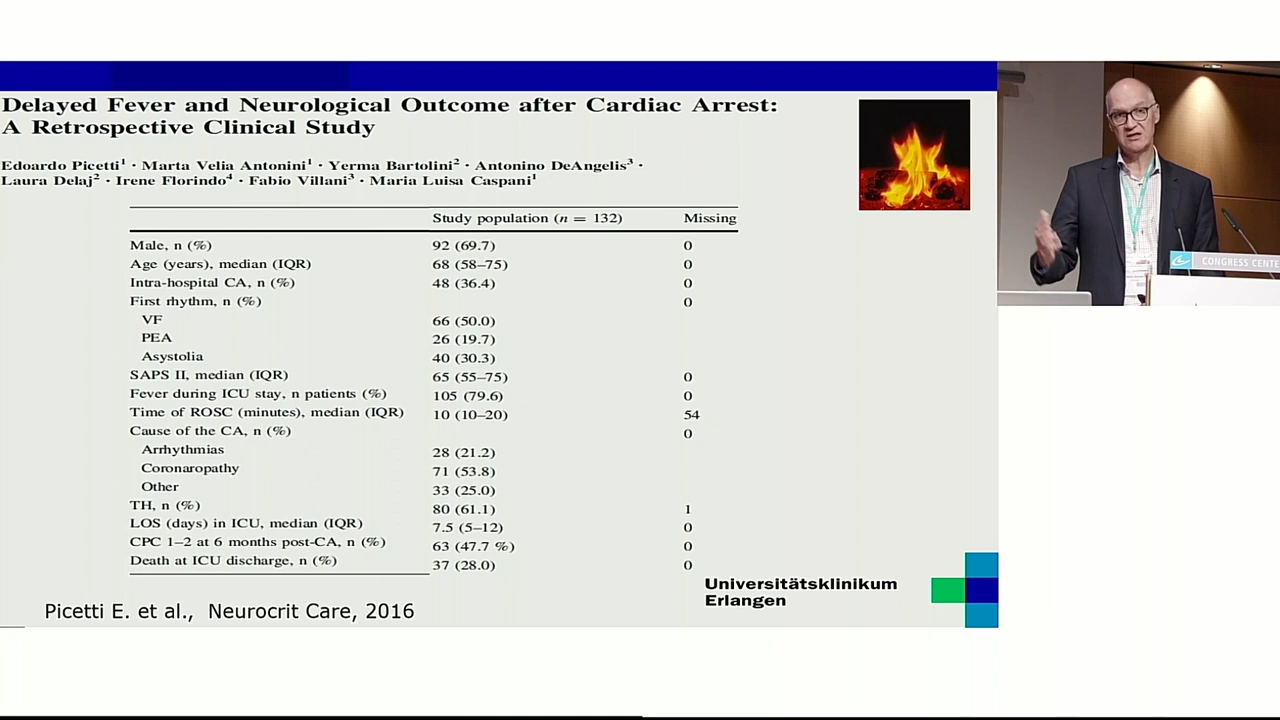 Delayed Fever and Neurological Outcome after Cardiac Arrest:
A Retrospective Clinical Study
Edoardo Picetti¹ · Marta Velia Antonini¹ · Yerma Bartolini² · Antonino DeAngelis³ ·
Laura Delaj² · Irene Florindo⁴ · Fabio Villani³ · Maria Luisa Caspani¹
Study population (n = 132) Missing
Male, n (%) 92 (69.7) 0
Age (years), median (IQR) 68 (58–75) 0
Intra-hospital CA, n (%) 48 (36.4) 0
First rhythm, n (%) 0
VF 66 (50.0)
PEA 26 (19.7)
Asystolia 40 (30.3)
SAPS II, median (IQR) 65 (55–75) 0
Fever during ICU stay, n patients (%) 105 (79.6) 0
Time of ROSC (minutes), median (IQR) 10 (10–20) 54
Cause of the CA, n (%) 0
Arrhythmias 28 (21.2)
Coronaropathy 71 (53.8)
Other 33 (25.0)
TH, n (%) 80 (61.1) 1
LOS (days) in ICU, median (IQR) 7.5 (5–12) 0
CPC 1–2 at 6 months post-CA, n (%) 63 (47.7 %) 0
Death at ICU discharge, n (%) 37 (28.0) 0
Picetti E. et al., Neurocrit Care, 2016
Universitätsklinikum
Erlangen
CONGRESS CENTE